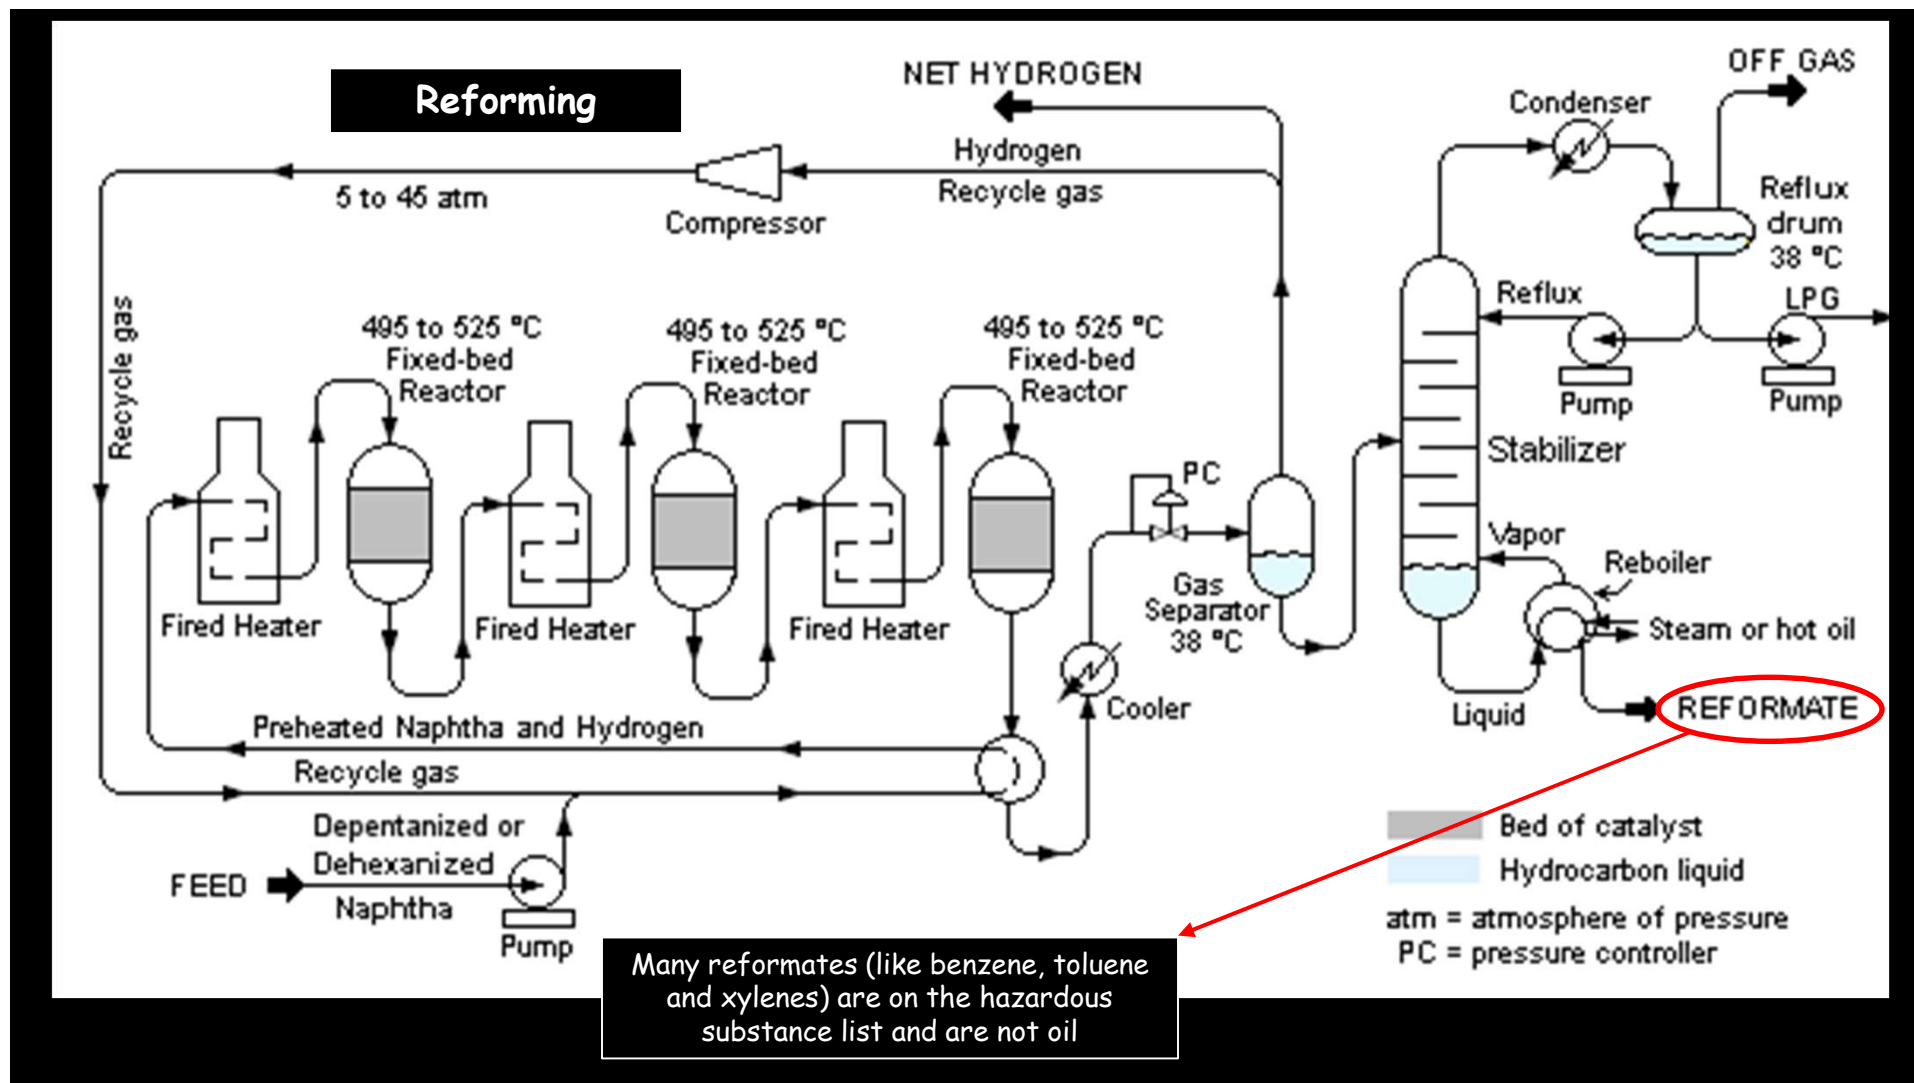 Reforming
NET HYDROGEN
OFF GAS
Condenser
Hydrogen
Recycle gas
5 to 45 atm
Compressor
Reflux
drum
38 °C
Reflux
LPG
Pump
Pump
Recycle gas
495 to 525 °C
Fixed-bed
Reactor
495 to 525 °C
Fixed-bed
Reactor
495 to 525 °C
Fixed-bed
Reactor
Stabilizer
PC
Vapor
Reboiler
Gas
Separator
38 °C
Fired Heater
Fired Heater
Fired Heater
Steam or hot oil
Cooler
Liquid
REFORMATE
Preheated Naphtha and Hydrogen
Recycle gas
Depentanized or
Dehexanized
FEED
Naphtha
Pump
Bed of catalyst
Hydrocarbon liquid
atm = atmosphere of pressure
PC = pressure controller
Many reformates (like benzene, toluene
and xylenes) are on the hazardous
substance list and are not oil